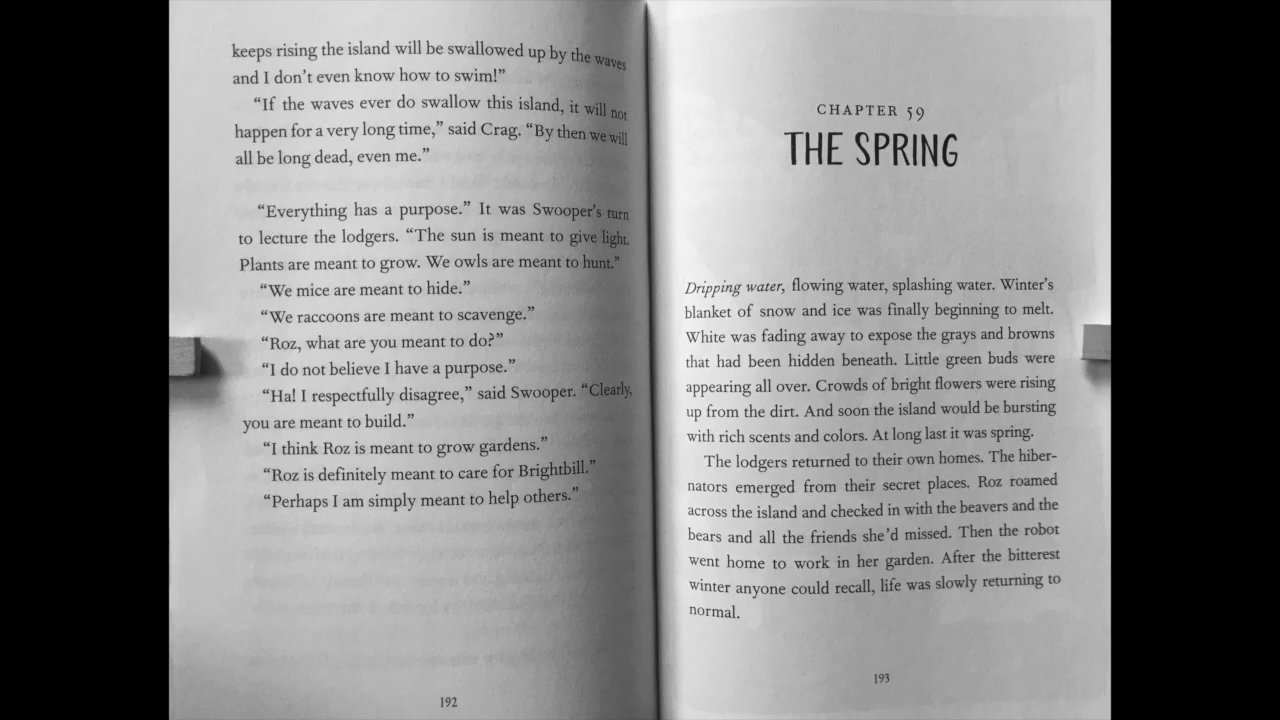 keeps rising the island will be swallowed up by the waves
and I don’t even know how to swim!”
“If the waves ever do swallow this island, it will not
happen for a very long time,” said Crag. “By then we will
all be long dead, even me.”
“Everything has a purpose.” It was Swooper’s turn
to lecture the lodgers. “The sun is meant to give light.
Plants are meant to grow. We owls are meant to hunt.”
“We mice are meant to hide.”
“We raccoons are meant to scavenge.”
“Roz, what are you meant to do?”
“I do not believe I have a purpose.”
“Ha! I respectfully disagree,” said Swooper. “Clearly,
you are meant to build.”
“I think Roz is meant to grow gardens.”
“Roz is definitely meant to care for Brightbill.”
“Perhaps I am simply meant to help others.”
192
CHAPTER 59
THE SPRING
Dripping water, flowing water, splashing water. Winter’s
blanket of snow and ice was finally beginning to melt.
White was fading away to expose the grays and browns
that had been hidden beneath. Little green buds were
appearing all over. Crowds of bright flowers were rising
up from the dirt. And soon the island would be bursting
with rich scents and colors. At long last it was spring.
The lodgers returned to their own homes. The hiber-
nators emerged from their secret places. Roz roamed
across the island and checked in with the beavers and the
bears and all the friends she’d missed. Then the robot
went home to work in her garden. After the bitterest
winter anyone could recall, life was slowly returning to
normal.
193